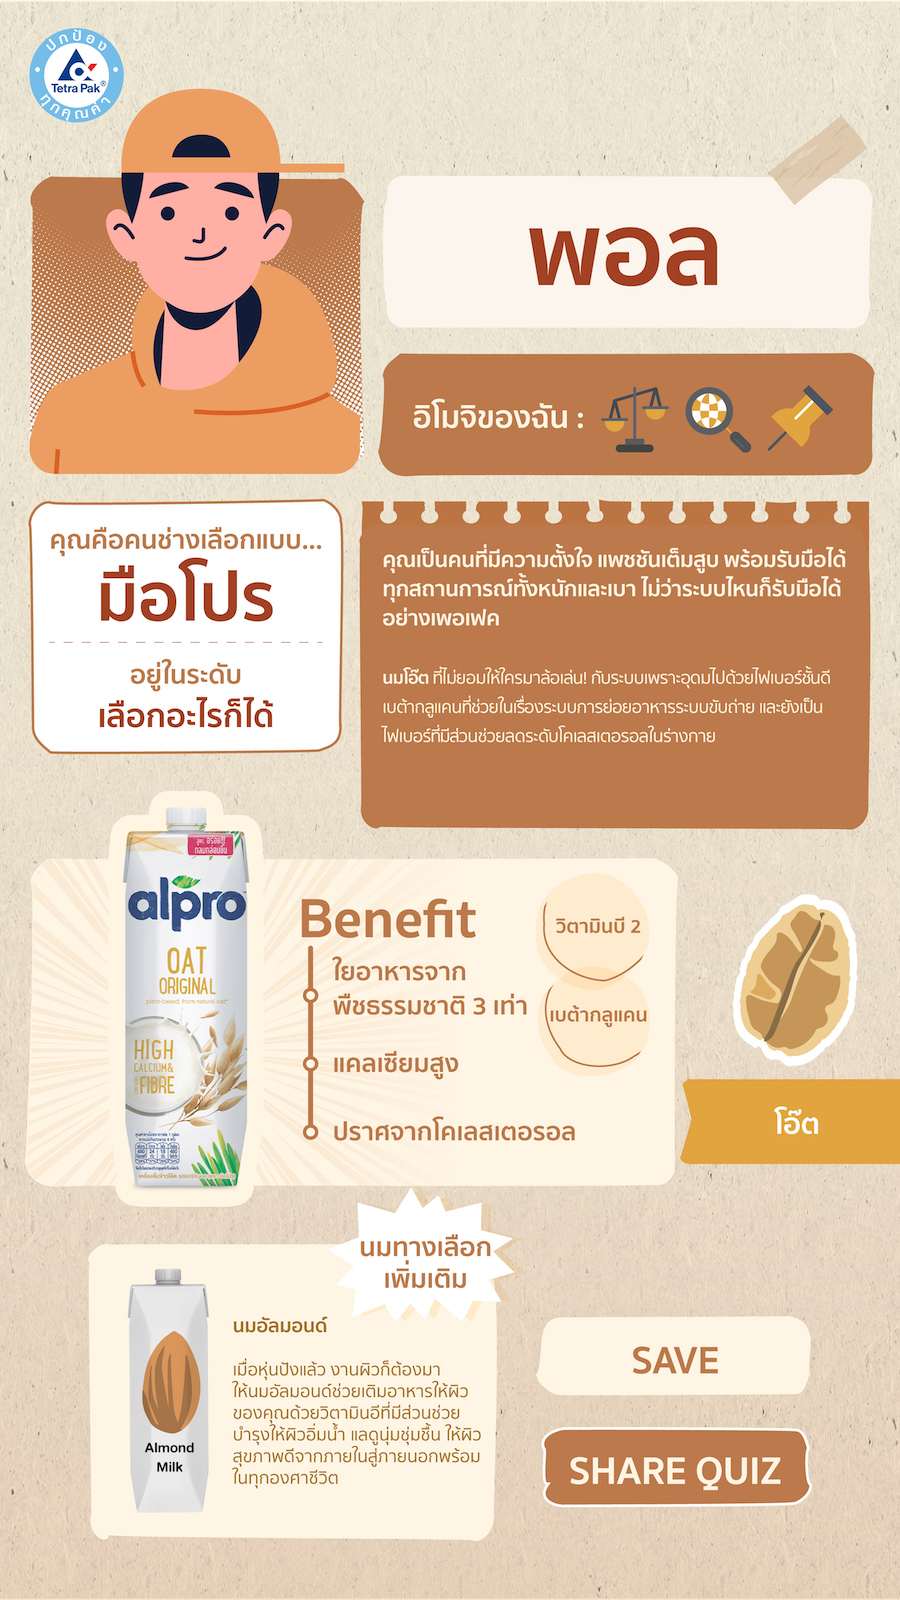 ปกป้อง
Tetra Pak®
ทุกคุณค่า
พอล
อิโมจิของฉัน :
คุณคือคนช่างเลือกแบบ...
มือโปร
อยู่ในระดับ
เลือกอะไรก็ได้
คุณเป็นคนที่มีความตั้งใจ แพชชันเต็มสูบ พร้อมรับมือได้
ทุกสถานการณ์ทั้งหนักและเบา ไม่ว่าระบบไหนก็รับมือได้
อย่างเพอเฟค
นมโอ๊ต ที่ไม่ยอมให้ใครมาล้อเล่น! กับระบบเพราะอุดมไปด้วยไฟเบอร์ชั้นดี
เบต้ากลูแคนที่ช่วยในเรื่องระบบการย่อยอาหารระบบขับถ่าย และยังเป็น
ไฟเบอร์ที่มีส่วนช่วยลดระดับโคเลสเตอรอลในร่างกาย
alpro
OAT
ORIGINAL
plant-based, from natural oat*
HIGH
CALCIUM&
FIBRE
Benefit
ใยอาหารจาก
พืชธรรมชาติ 3 เท่า
แคลเซียมสูง
ปราศจากโคเลสเตอรอล
วิตามินบี 2
เบต้ากลูแคน
โอ๊ต
นมทางเลือก
เพิ่มเติม
นมอัลมอนด์
เมื่อหุ่นปังแล้ว งานผิวก็ต้องมา
ให้นมอัลมอนด์ช่วยเติมอาหารให้ผิว
ของคุณด้วยวิตามินอีที่มีส่วนช่วย
บำรุงให้ผิวอิ่มน้ำ แลดูนุ่มชุ่มชื้น ให้ผิว
สุขภาพดีจากภายในสู่ภายนอกพร้อม
ในทุกองศาชีวิต
Almond
Milk
SAVE
SHARE QUIZ